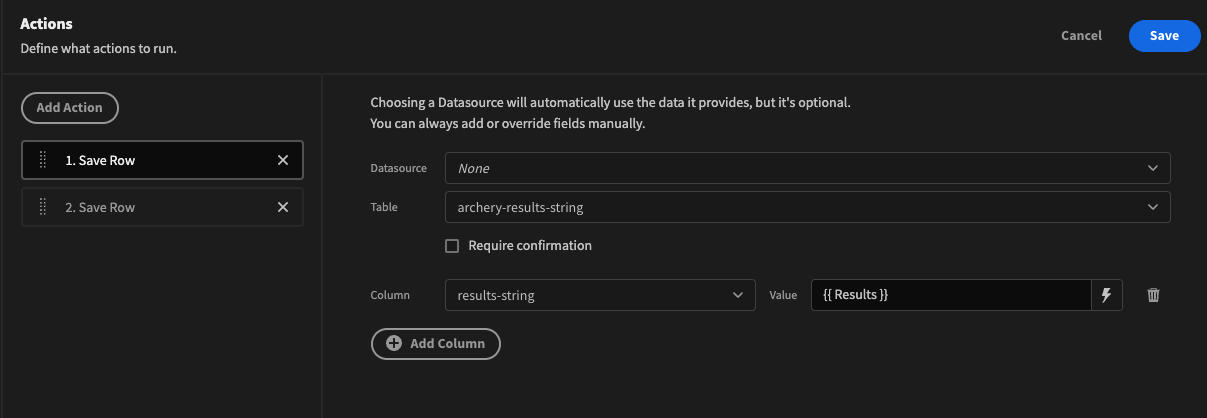 Actions
Define what actions to run.
Cancel
Save
Add Action
1. Save Row
2. Save Row
Choosing a Datasource will automatically use the data it provides, but it's optional.
You can always add or override fields manually.
Datasource
None
Table
archery-results-string
Require confirmation
Column
results-string
Value
{{ Results }}
Add Column